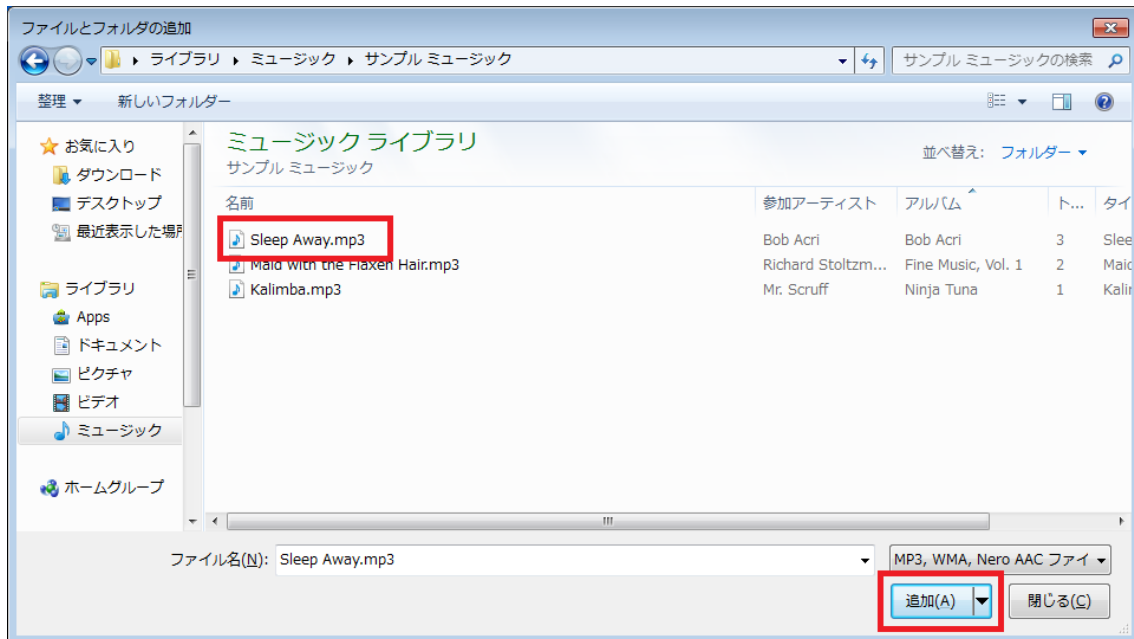 ファイルとフォルダの追加
ライブラリ ミュージック サンプル ミュージック サンプル ミュージックの検索
整理 新しいフォルダー
お気に入り
ダウンロード
デスクトップ
最近表示した場所
ライブラリ
Apps
ドキュメント
ピクチャ
ビデオ
ミュージック
ホームグループ
ミュージック ライブラリ
サンプル ミュージック
並べ替え: フォルダー
名前 参加アーティスト アルバム ト... タイ
Sleep Away.mp3 Bob Acri Bob Acri 3 Slee
Maid with the Flaxen Hair.mp3 Richard Stoltzm... Fine Music, Vol. 1 2 Maid
Kalimba.mp3 Mr. Scruff Ninja Tuna 1 Kalin
ファイル名(N): Sleep Away.mp3 MP3, WMA, Nero AAC ファイ
追加(A) 閉じる(C)